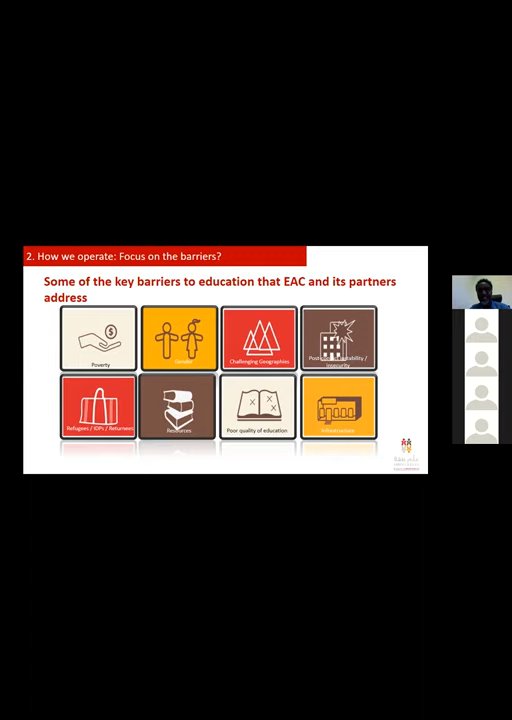 2. How we operate: Focus on the barriers?
Some of the key barriers to education that EAC and its partners
address
Poverty
Gender
Challenging Geographies
Insecurity
Refugees / IDPs / Returnees
Resources
Poor quality of education
Infrastructure